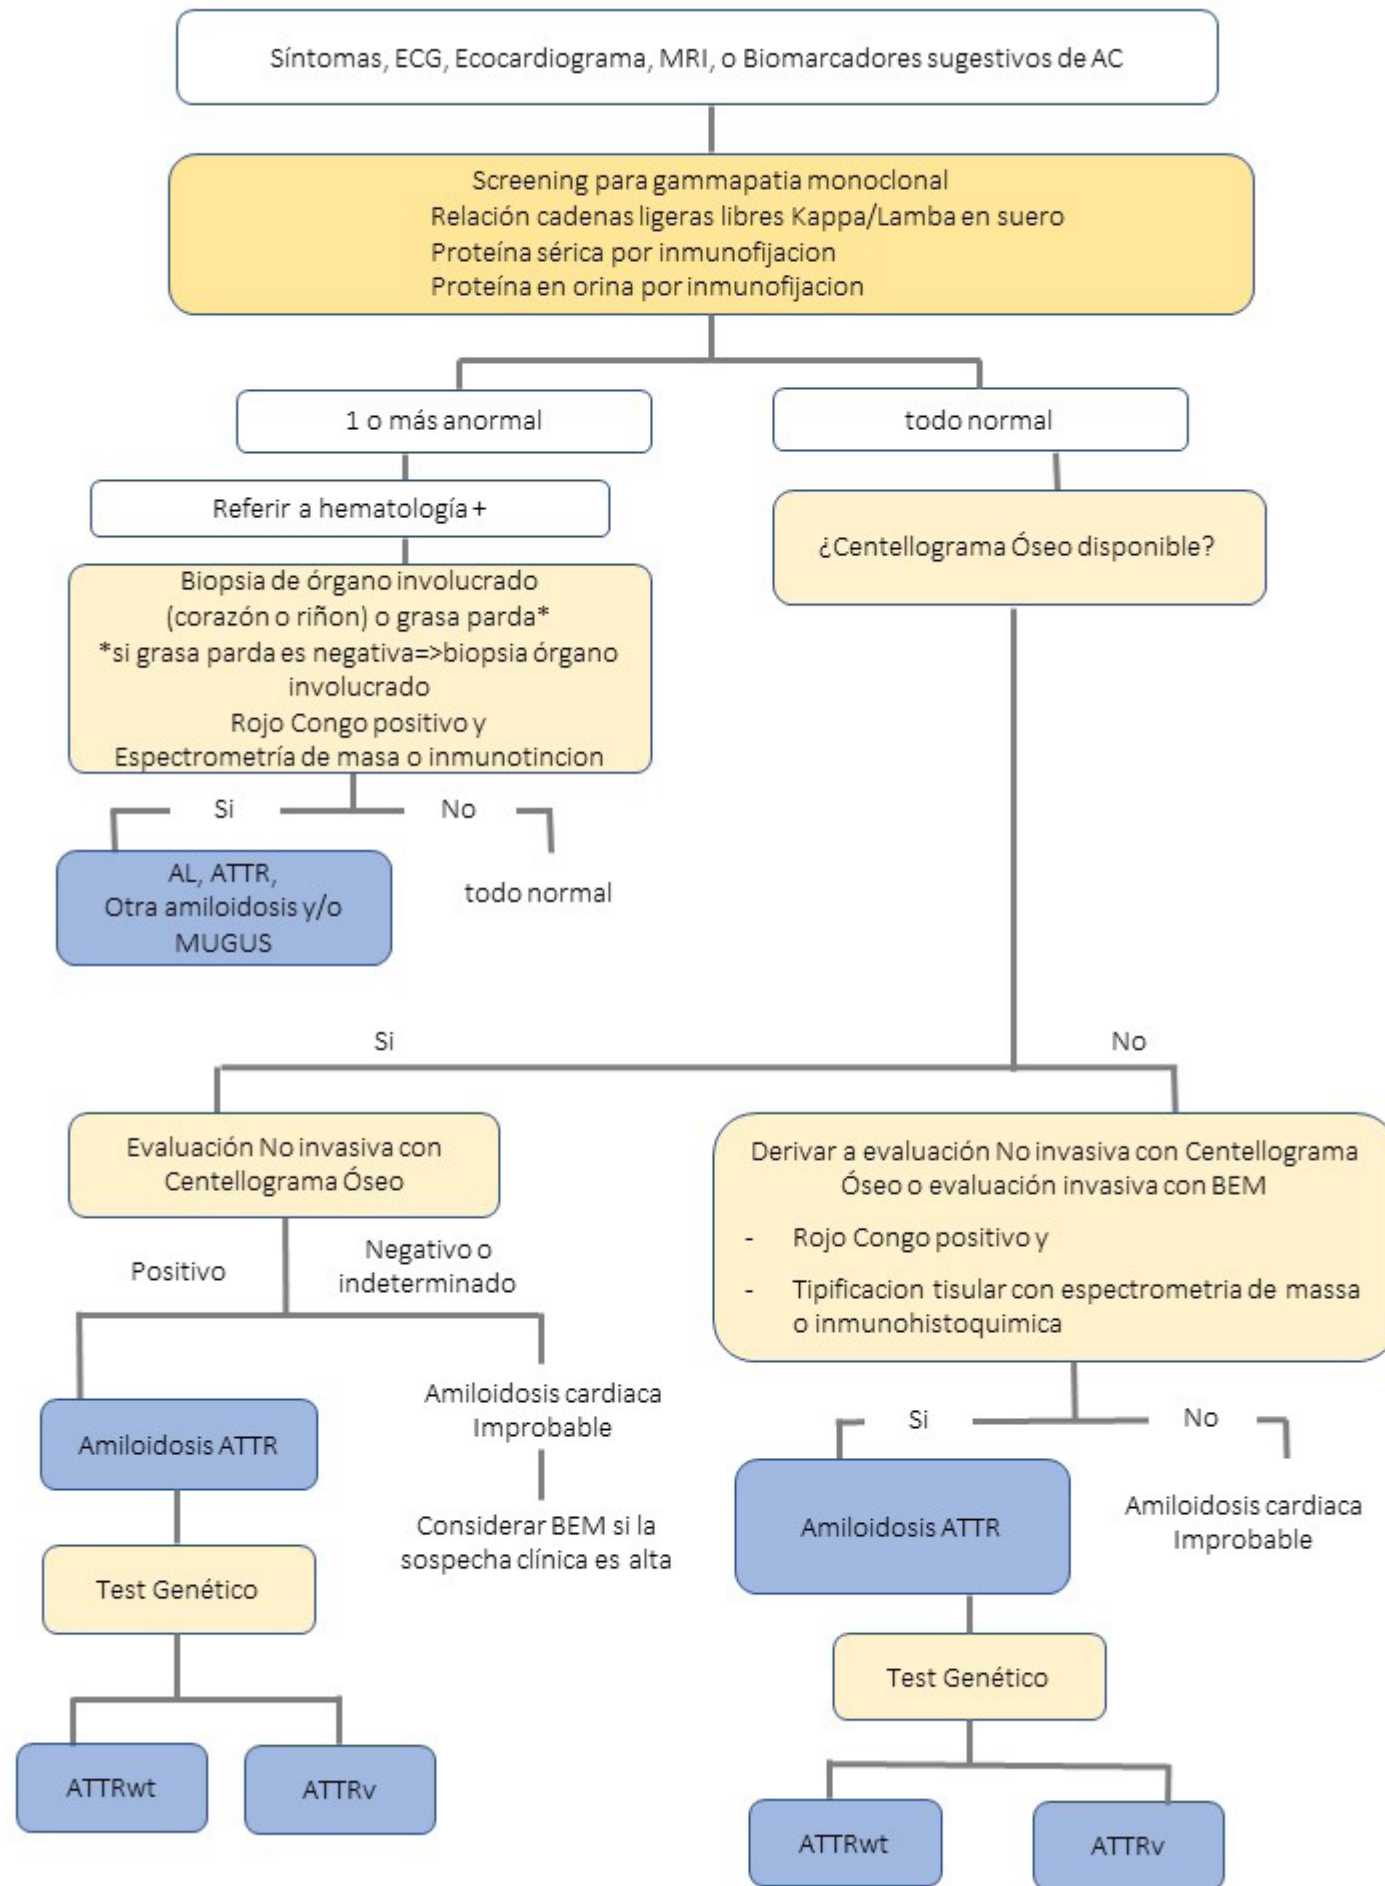 Síntomas, ECG, Ecocardiograma, MRI, o Biomarcadores sugestivos de AC
Screening para gammapatia monoclonal
Relación cadenas ligeras libres Kappa/Lamba en suero
Proteína sérica por inmunofijacion
Proteína en orina por inmunofijacion
1 o más anormal
todo normal
Referir a hematología +
¿Centellograma Óseo disponible?
Biopsia de órgano involucrado
(corazón o riñon) o grasa parda*
*si grasa parda es negativa=>biopsia órgano
involucrado
Rojo Congo positivo y
Espectrometría de masa o inmunotincion
Si
No
AL, ATTR,
Otra amiloidosis y/o
MUGUS
todo normal
Si
No
Evaluación No invasiva con
Centellograma Óseo
Derivar a evaluación No invasiva con Centellograma
Óseo o evaluación invasiva con BEM
- Rojo Congo positivo y
- Tipificacion tisular con espectrometria de massa
o inmunohistoquimica
Positivo
Negativo o
indeterminado
Amiloidosis ATTR
Amiloidosis cardiaca
Improbable
Considerar BEM si la
sospecha clínica es alta
Si
No
Amiloidosis ATTR
Amiloidosis cardiaca
Improbable
Test Genético
Test Genético
ATTRwt
ATTRv
ATTRwt
ATTRv